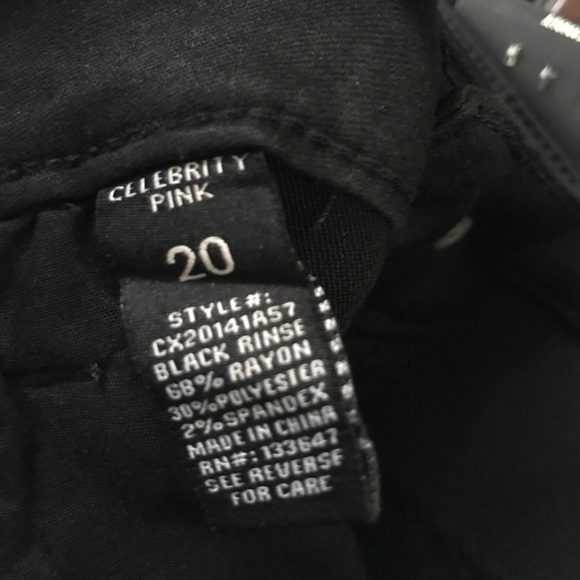 CELEBRITY
PINK
20
STYLE#:
CX20141A57
BLACK RINSE
68% RAYON
30%POLYESTER
2%SPANDEX
MADE IN CHINA
RN#:133647
SEE REVERSE
FOR CARE